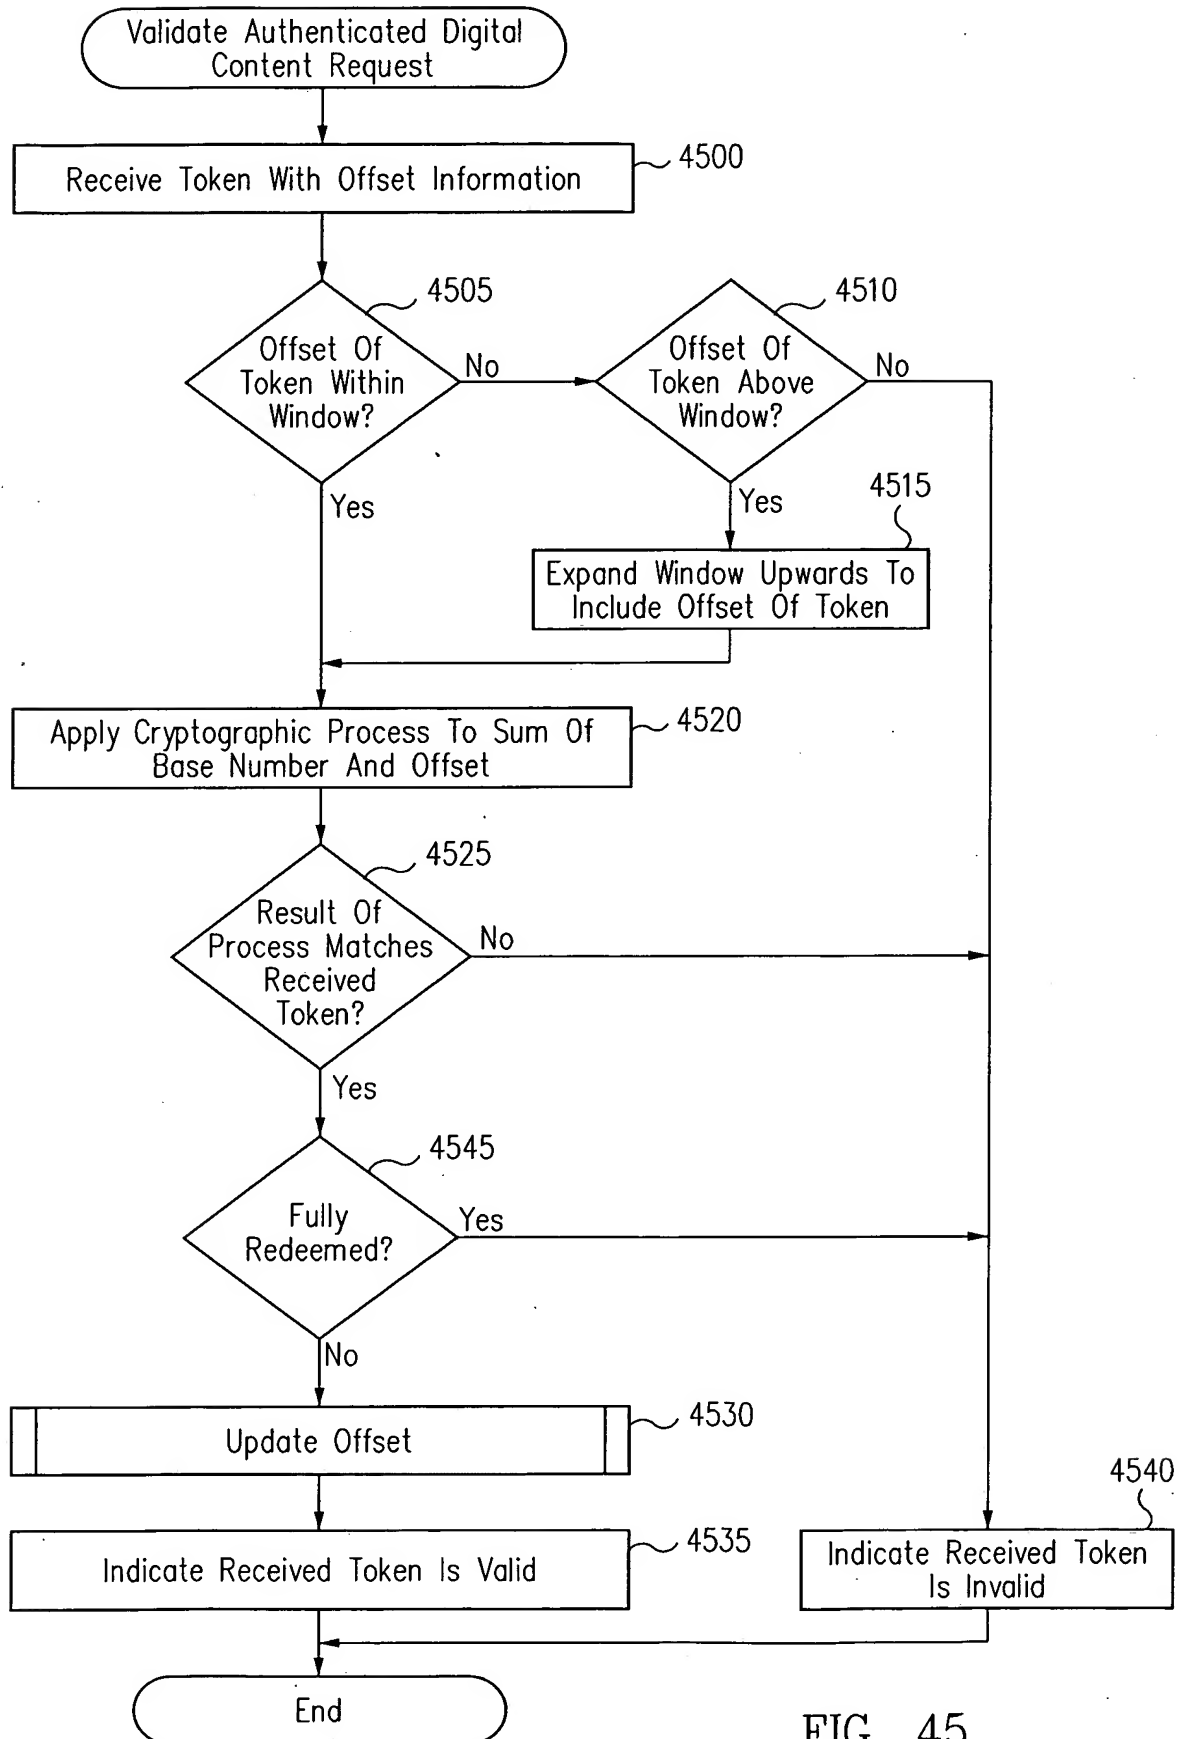 Validate Authenticated Digital
Content Request
Receive Token With Offset Information
4500
Offset Of
Token Within
Window?
4505
No
Yes
Offset Of
Token Above
Window?
4510
No
Yes
4515
Expand Window Upwards To
Include Offset Of Token
Apply Cryptographic Process To Sum Of
Base Number And Offset
4520
Result Of
Process Matches
Received
Token?
4525
No
Yes
Fully
Redeemed?
4545
Yes
No
Update Offset
4530
Indicate Received Token Is Valid
4535
4540
Indicate Received Token
Is Invalid
End
FIG. 45